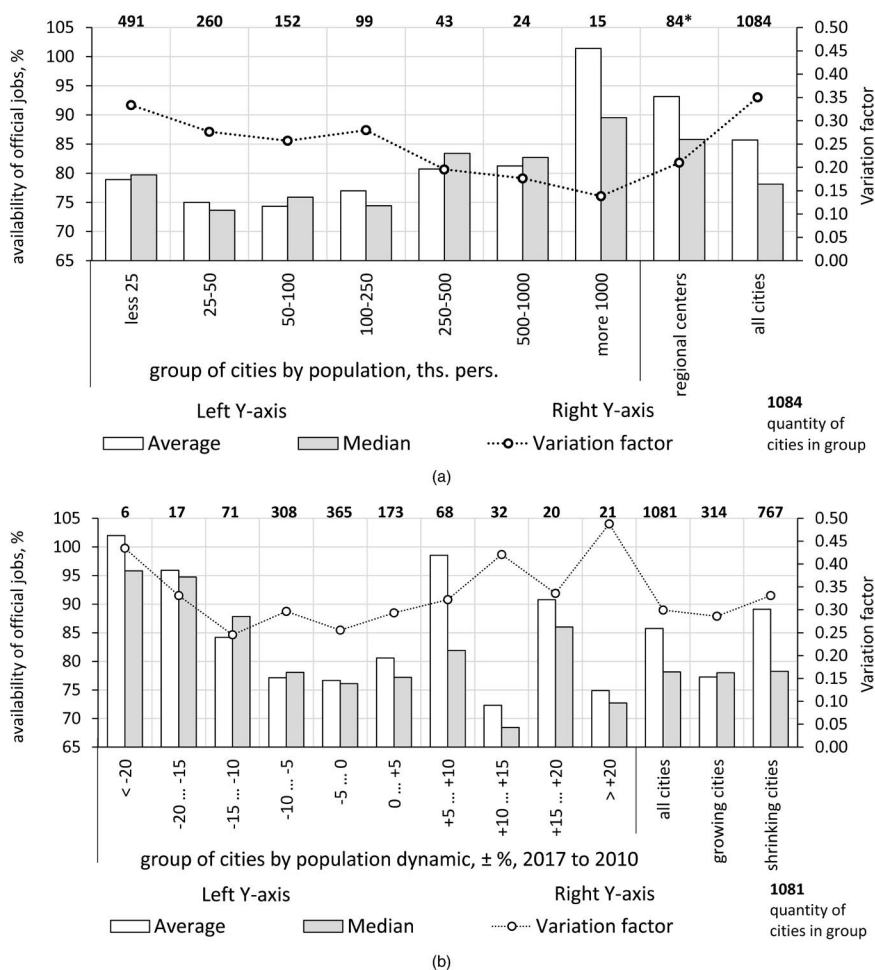 491 260 152 99 43 24 15 84* 1084
105 0.50
100 0.45
95 0.40
90 0.35
85 0.30
0.25
80 0.20
75 0.15
70 0.10
0.05
65 0.00
availability of official jobs, %
Variation factor
less 25
25-50
50-100
100-250
250-500
500-1000
more 1000
regional centers
all cities
group of cities by population, ths. pers.
Left Y-axis Right Y-axis
Average Median Variation factor
1084
quantity of
cities in group
(a)
6 17 71 308 365 173 68 32 20 21 1081 314 767
105 0.50
100 0.45
95 0.40
90 0.35
85 0.30
0.25
80 0.20
75 0.15
70 0.10
0.05
65 0.00
availability of official jobs, %
Variation factor
< -20
-20 ... -15
-15 ... -10
-10 ... -5
-5 ... 0
0 ... +5
+5 ... +10
+10 ... +15
+15 ... +20
> +20
all cities
growing cities
shrinking cities
group of cities by population dynamic, ± %, 2017 to 2010
Left Y-axis Right Y-axis
Average Median Variation factor
1081
quantity of
cities in group
(b)